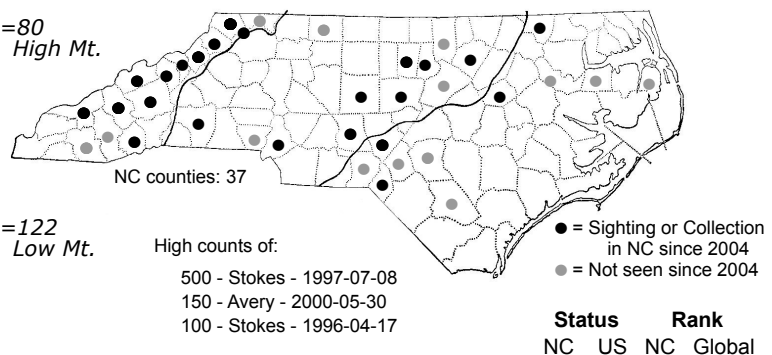 =80
High Mt.
NC counties: 37
=122
Low Mt.
High counts of:
500 - Stokes - 1997-07-08
150 - Avery - 2000-05-30
100 - Stokes - 1996-04-17
● = Sighting or Collection
in NC since 2004
● = Not seen since 2004
Status Rank
NC US NC Global